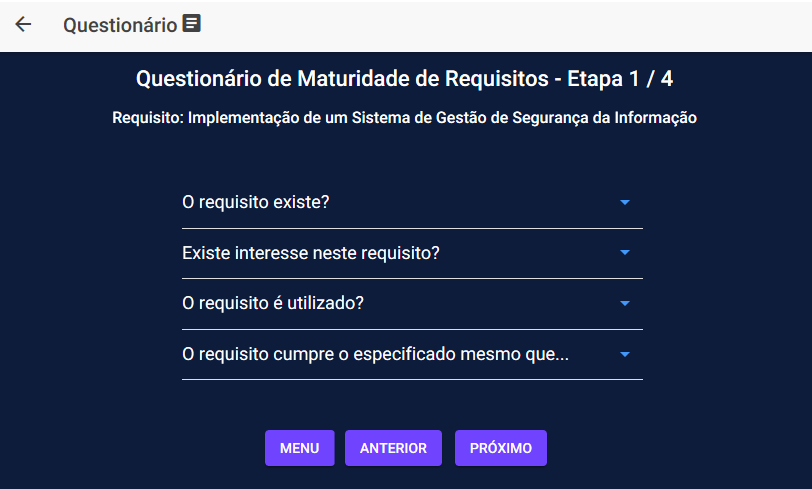 Questionário
Questionário de Maturidade de Requisitos - Etapa 1 / 4
Requisito: Implementação de um Sistema de Gestão de Segurança da Informação
O requisito existe?
Existe interesse neste requisito?
O requisito é utilizado?
O requisito cumpre o especificado mesmo que...
MENU ANTERIOR PRÓXIMO